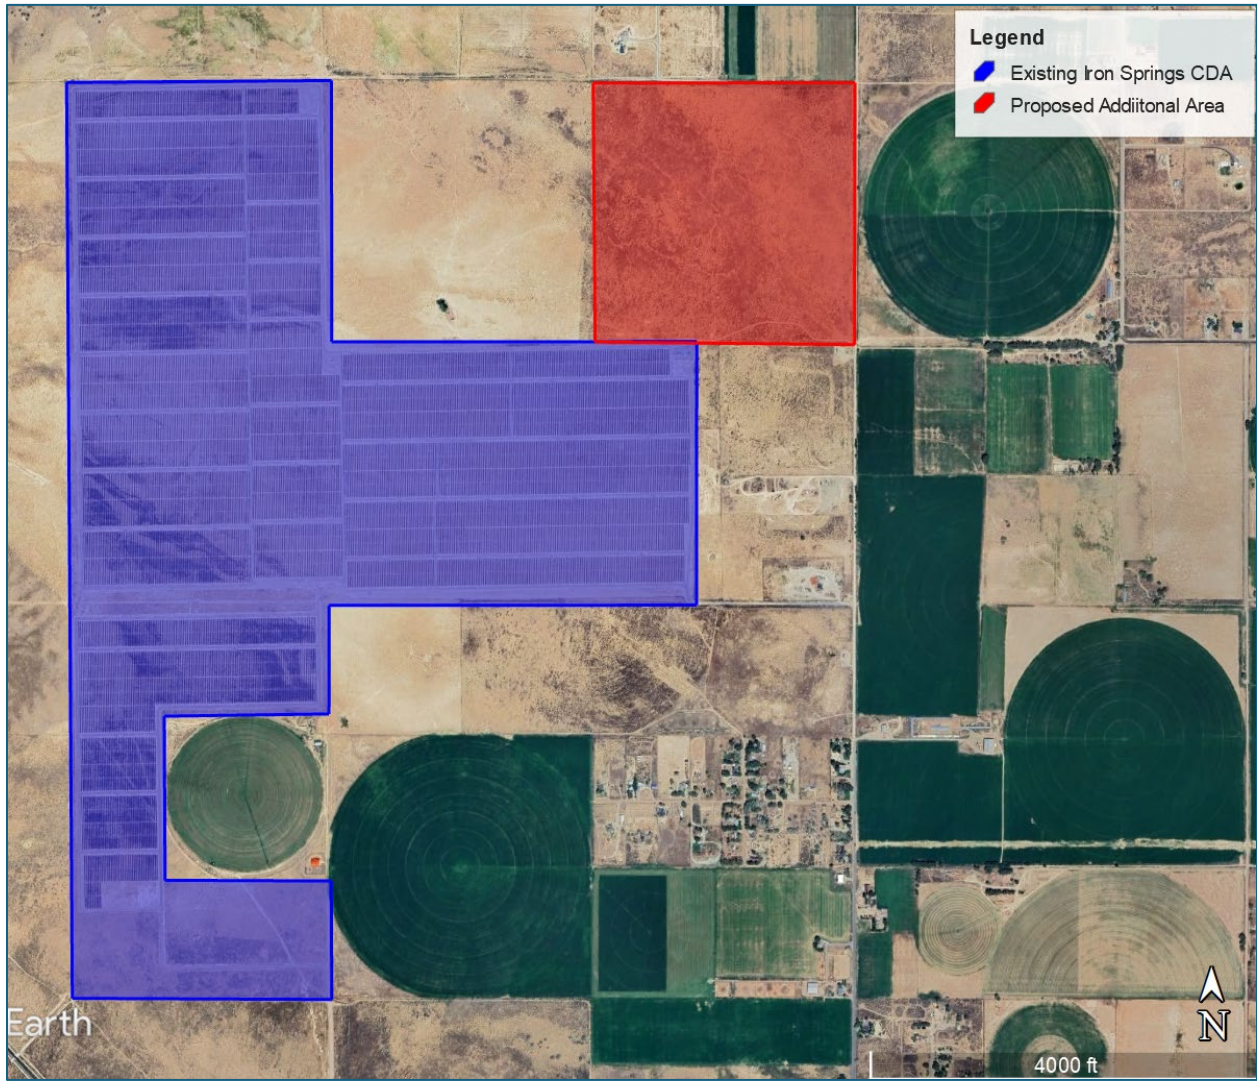 Legend
Existing Iron Springs CDA
Proposed Addiitonal Area
Earth
N
4000 ft